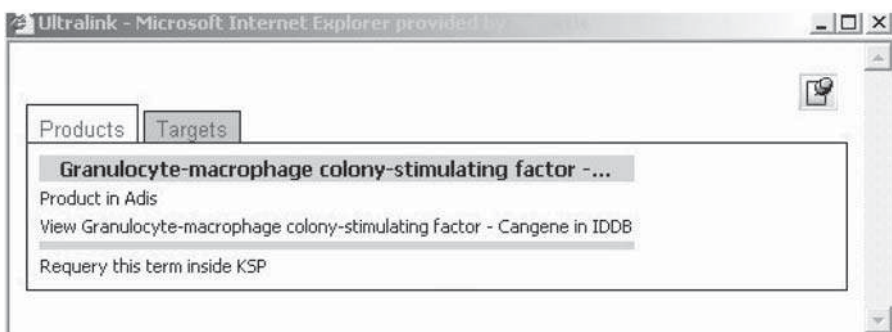 Ultralink - Microsoft Internet Explorer provided by
Products Targets
Granulocyte-macrophage colony-stimulating factor -...
Product in Adis
View Granulocyte-macrophage colony-stimulating factor - Cangene in IDDB
Requery this term inside KSP